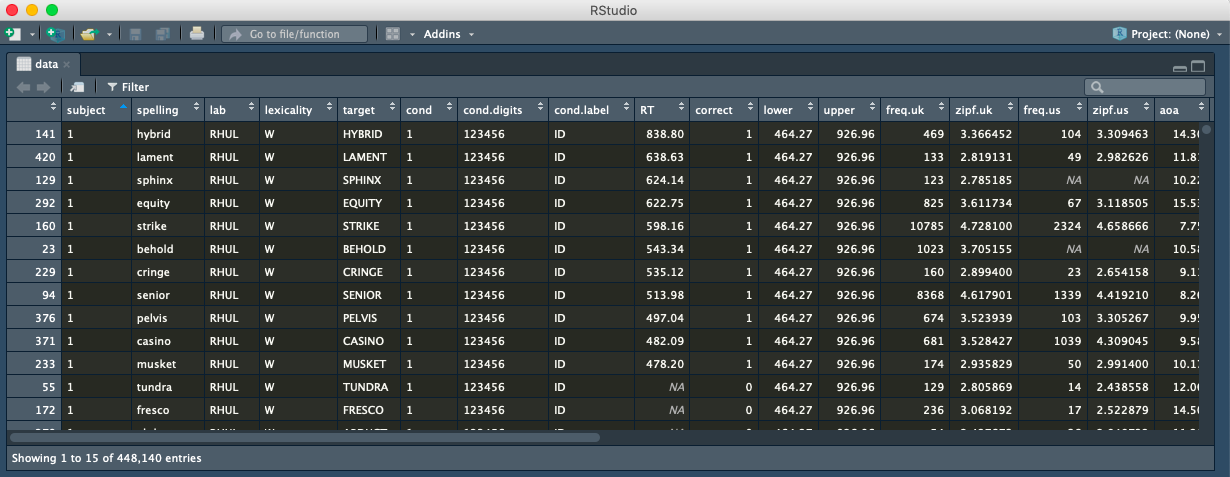 RStudio
Go to file/function Addins Project: (None)
data
Filter
subject spelling lab lexicality target cond cond.digits cond.label RT correct lower upper freq.uk zipf.uk freq.us zipf.us aoa
141 1 hybrid RHUL W HYBRID 1 123456 ID 838.80 1 464.27 926.96 469 3.366452 104 3.309463 14.3
420 1 lament RHUL W LAMENT 1 123456 ID 638.63 1 464.27 926.96 133 2.819131 49 2.982626 11.8
129 1 sphinx RHUL W SPHINX 1 123456 ID 624.14 1 464.27 926.96 123 2.785185 NA NA 10.2
292 1 equity RHUL W EQUITY 1 123456 ID 622.75 1 464.27 926.96 825 3.611734 67 3.118505 15.5
160 1 strike RHUL W STRIKE 1 123456 ID 598.16 1 464.27 926.96 10785 4.728100 2324 4.658666 7.7
23 1 behold RHUL W BEHOLD 1 123456 ID 543.34 1 464.27 926.96 1023 3.705155 NA NA 10.5
229 1 cringe RHUL W CRINGE 1 123456 ID 535.12 1 464.27 926.96 160 2.899400 23 2.654158 9.1
94 1 senior RHUL W SENIOR 1 123456 ID 513.98 1 464.27 926.96 8368 4.617901 1339 4.419210 8.2
376 1 pelvis RHUL W PELVIS 1 123456 ID 497.04 1 464.27 926.96 674 3.523939 103 3.305267 9.9
371 1 casino RHUL W CASINO 1 123456 ID 482.09 1 464.27 926.96 681 3.528427 1039 4.309045 9.5
233 1 musket RHUL W MUSKET 1 123456 ID 478.20 1 464.27 926.96 174 2.935829 50 2.991400 10.1
55 1 tundra RHUL W TUNDRA 1 123456 ID NA 0 464.27 926.96 129 2.805869 14 2.438558 12.0
172 1 fresco RHUL W FRESCO 1 123456 ID NA 0 464.27 926.96 236 3.068192 17 2.522879 14.5
Showing 1 to 15 of 448,140 entries